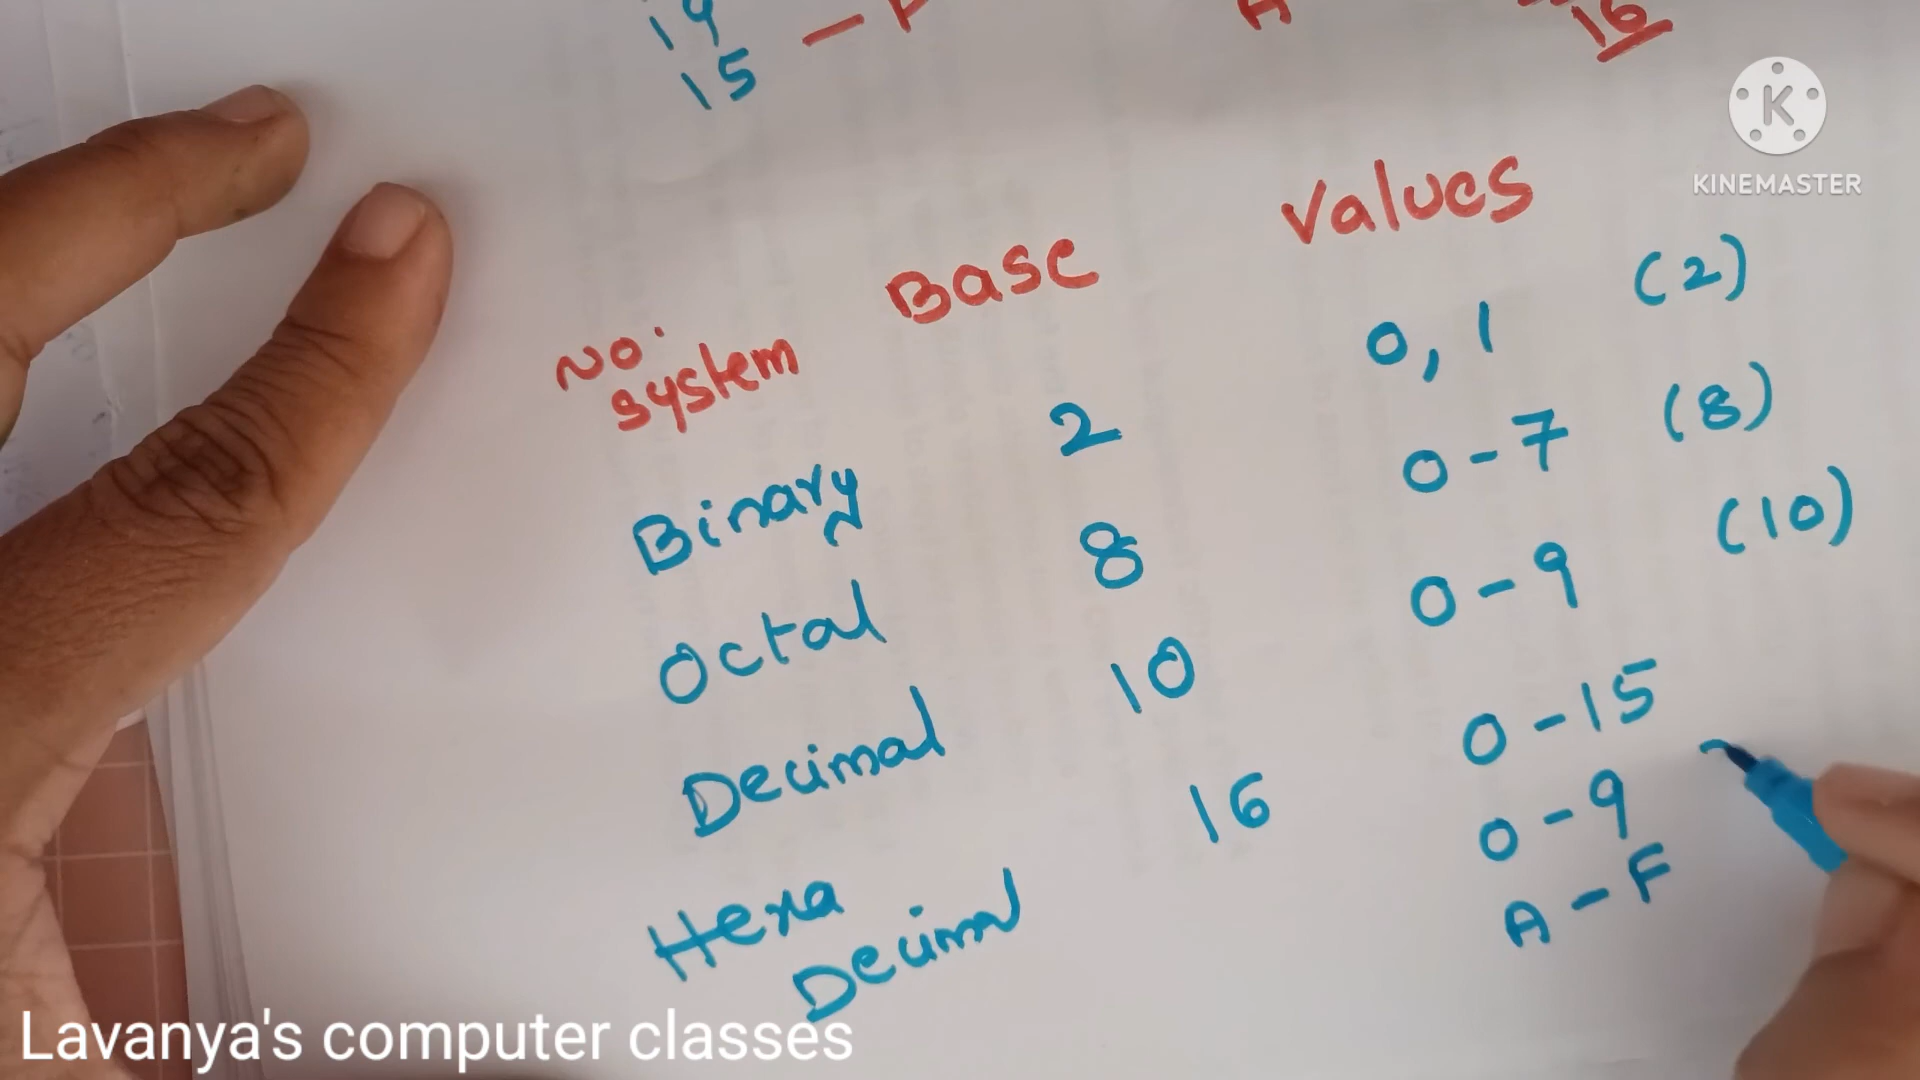 19
15 - F A 16
K
KINEMASTER
No. system Base Values
Binary 2 0, 1 (2)
Octal 8 0-7 (8)
Decimal 10 0-9 (10)
Hexa Decimal 16 0-15
0-9
A-F
Lavanya's computer classes